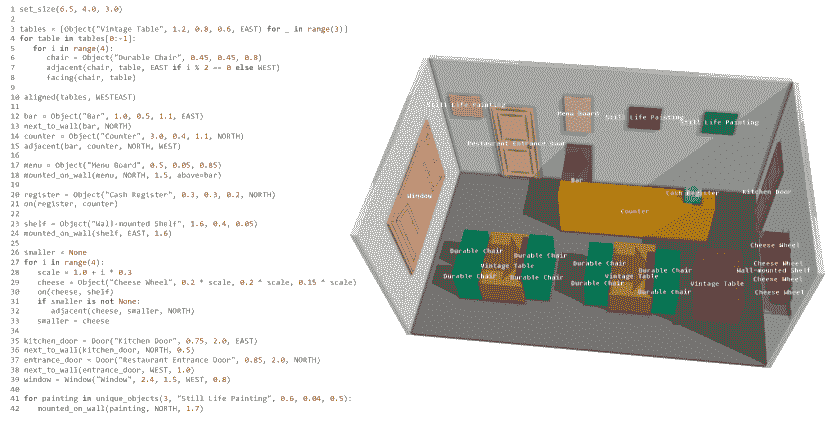 1 set_size(6.5, 4.0, 3.0)
2
3 tables = [Object("Vintage Table", 1.2, 0.8, 0.6, EAST) for _ in range(3)]
4 for table in tables[0:-1]:
5 for i in range(4):
6 chair = Object("Durable Chair", 0.45, 0.45, 0.8)
7 adjacent(chair, table, EAST if i % 2 == 0 else WEST)
8 facing(chair, table)
9
10 aligned(tables, WESTEAST)
11
12 bar = Object("Bar", 1.0, 0.5, 1.1, EAST)
13 next_to_wall(bar, NORTH)
14 counter = Object("Counter", 3.0, 0.4, 1.1, NORTH)
15 adjacent(bar, counter, NORTH, WEST)
16
17 menu = Object("Menu Board", 0.5, 0.05, 0.85)
18 mounted_on_wall(menu, NORTH, 1.5, above=bar)
19
20 register = Object("Cash Register", 0.3, 0.3, 0.2, NORTH)
21 on(register, counter)
22
23 shelf = Object("Wall-mounted Shelf", 1.6, 0.4, 0.05)
24 mounted_on_wall(shelf, EAST, 1.6)
25
26 smaller = None
27 for i in range(4):
28 scale = 1.0 + i * 0.3
29 cheese = Object("Cheese Wheel", 0.2 * scale, 0.2 * scale, 0.15 * scale)
30 on(cheese, shelf)
31 if smaller is not None:
32 adjacent(cheese, smaller, NORTH)
33 smaller = cheese
34
35 kitchen_door = Door("Kitchen Door", 0.75, 2.0, EAST)
36 next_to_wall(kitchen_door, NORTH, 0.5)
37 entrance_door = Door("Restaurant Entrance Door", 0.85, 2.0, NORTH)
38 next_to_wall(entrance_door, WEST, 1.0)
39 window = Window("Window", 2.4, 1.5, WEST, 0.8)
40
41 for painting in unique_objects(3, "Still Life Painting", 0.6, 0.04, 0.5):
42 mounted_on_wall(painting, NORTH, 1.7)
Still Life Painting
Menu Board
Still Life Painting
Still Life Painting
Restaurant Entrance Door
Bar
Window
Cash Register
Kitchen Door
Counter
Durable Chair
Durable Chair
Vintage Table
Durable Chair
Durable Chair
Durable Chair
Durable Chair
Vintage Table
Durable Chair
Durable Chair
Vintage Table
Cheese Wheel
Cheese Wheel
Wall-mounted Shelf
Cheese Wheel
Cheese Wheel